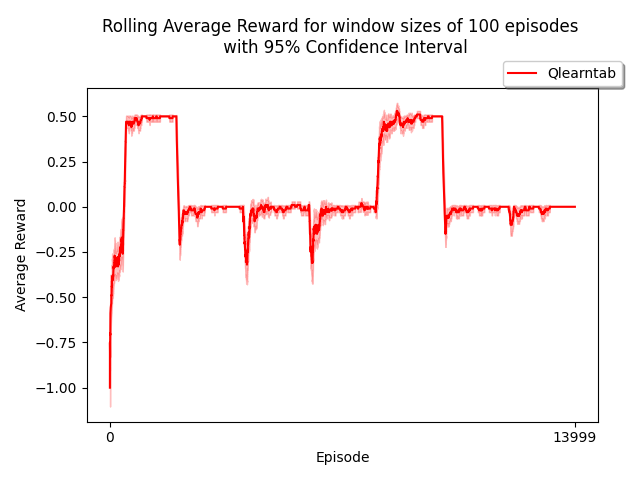 Rolling Average Reward for window sizes of 100 episodes
with 95% Confidence Interval
Qlearntab
0.50
0.25
0.00
−0.25
−0.50
−0.75
−1.00
Average Reward
0
13999
Episode